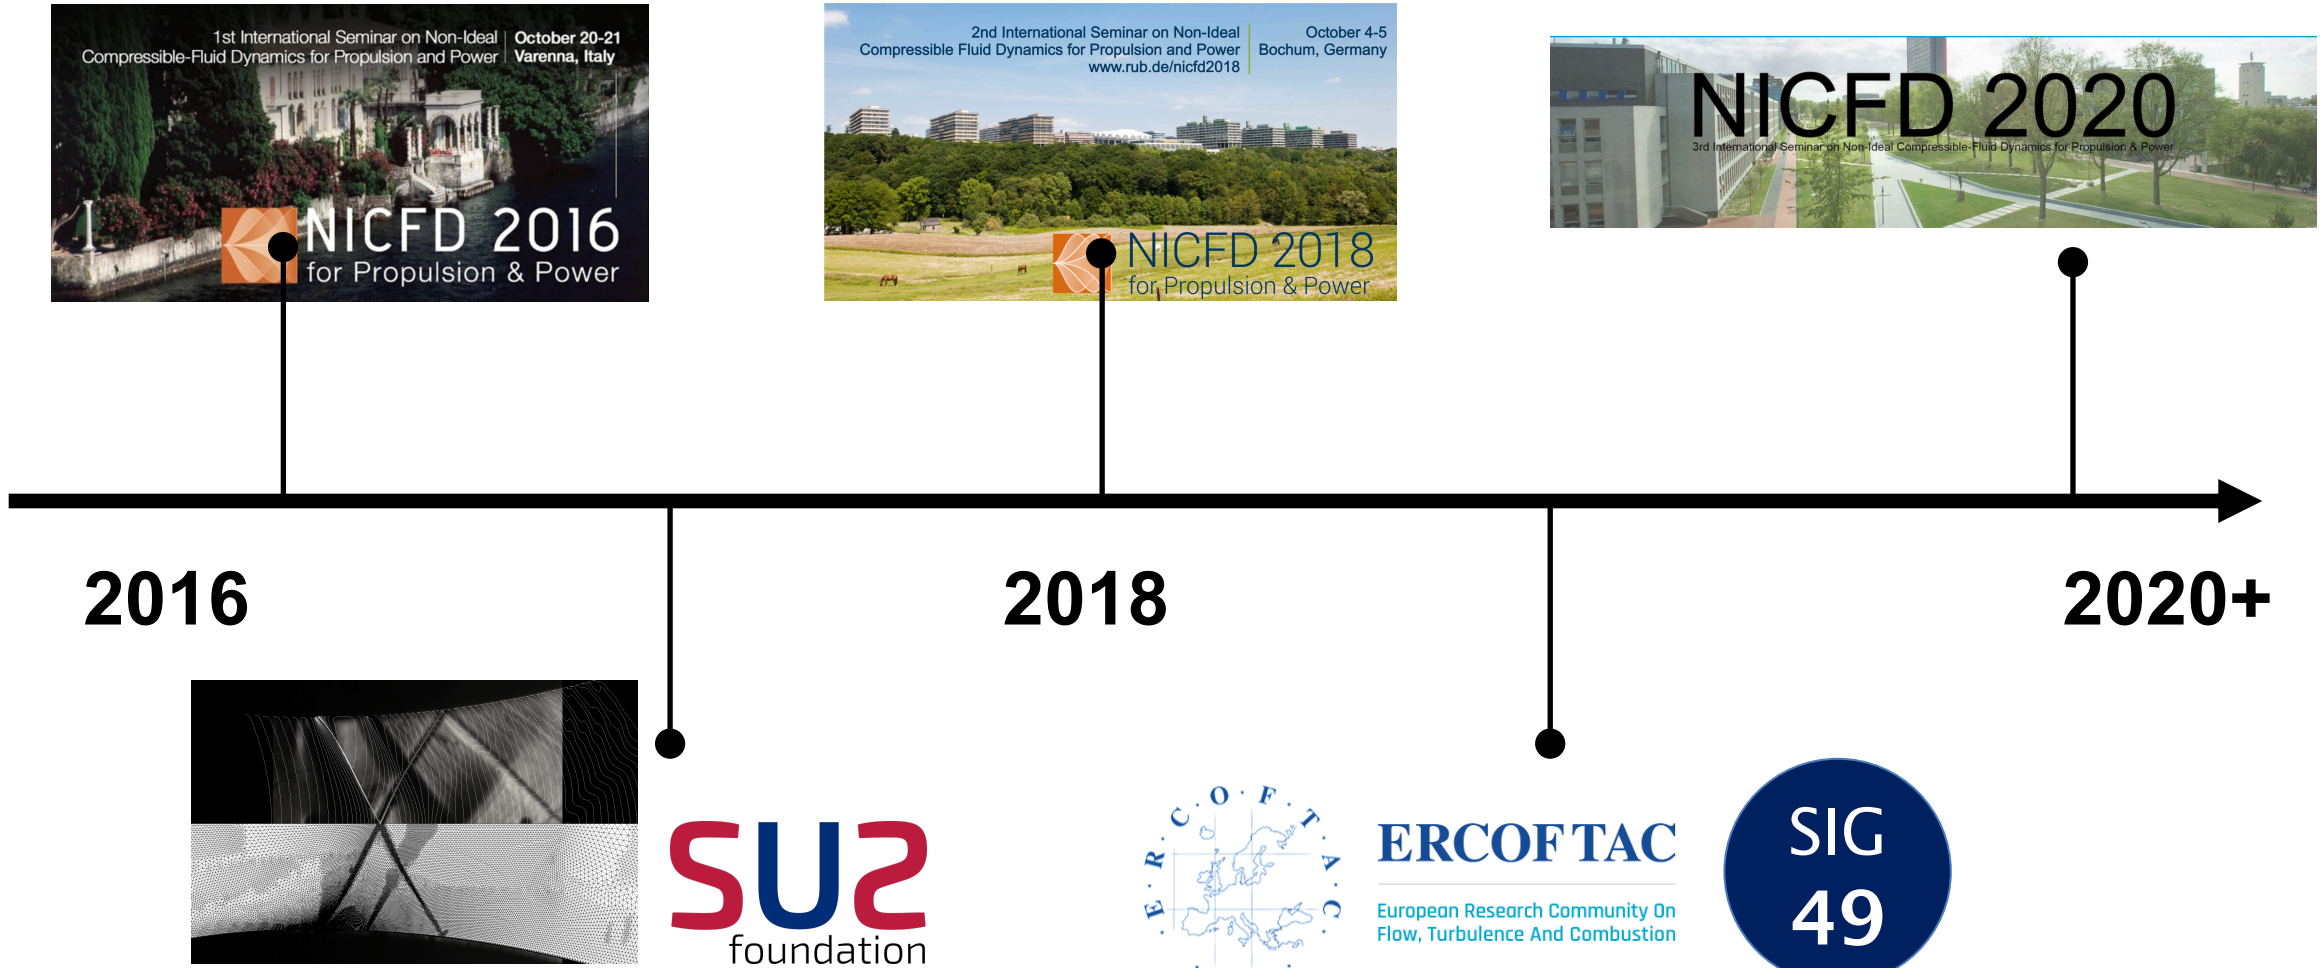 1st International Seminar on Non-Ideal
Compressible-Fluid Dynamics for Propulsion and Power
October 20-21
Varenna, Italy
NICFD 2016
for Propulsion & Power
2nd International Seminar on Non-Ideal
Compressible Fluid Dynamics for Propulsion and Power
www.rub.de/nicfd2018
October 4-5
Bochum, Germany
NICFD 2018
for Propulsion & Power
NICFD 2020
3rd International Seminar on Non-Ideal Compressible-Fluid Dynamics for Propulsion & Power
2016
2018
2020+
SU2
foundation
E·R·C·O·F·T·A·C
ERCOFTAC
European Research Community On
Flow, Turbulence And Combustion
SIG
49